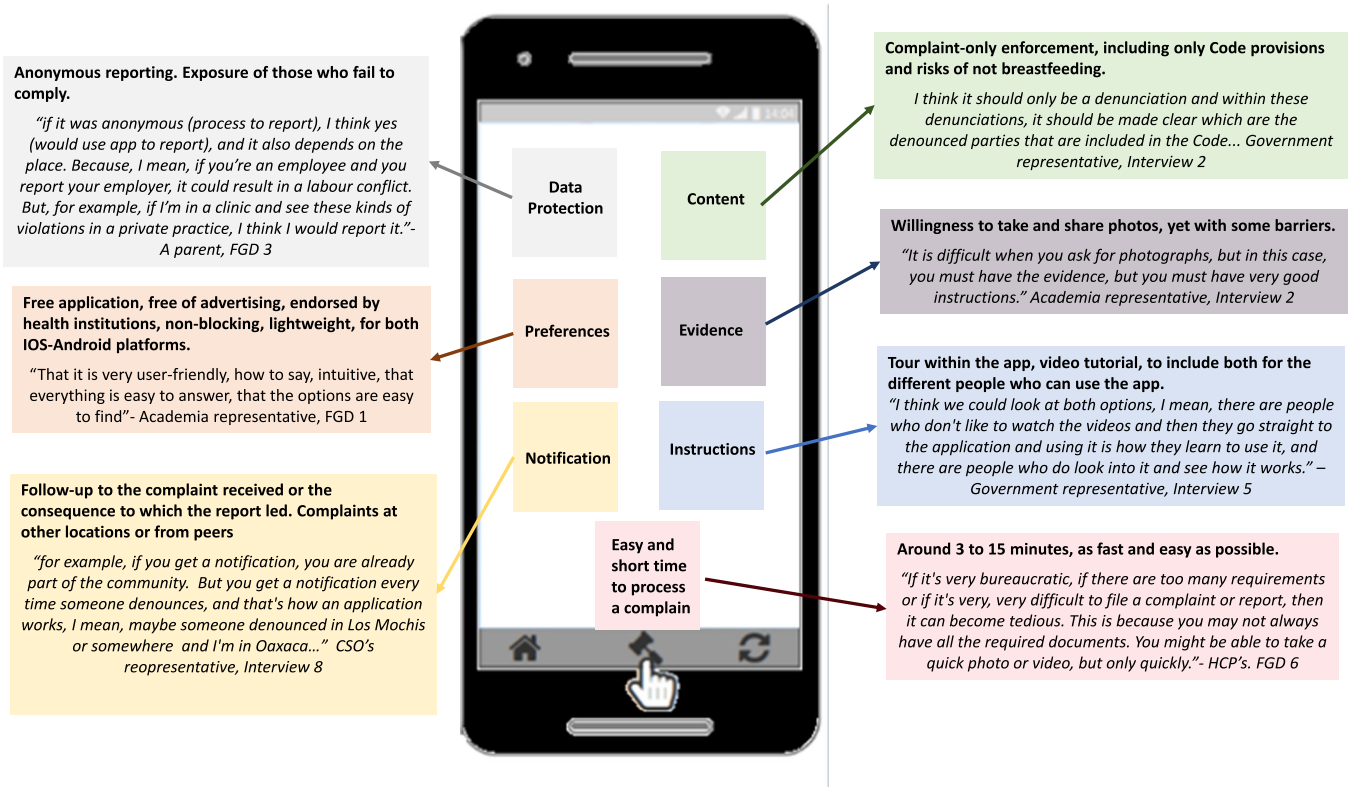 Anonymous reporting. Exposure of those who fail to
comply.
“if it was anonymous (process to report), I think yes
(would use app to report), and it also depends on the
place. Because, I mean, if you’re an employee and you
report your employer, it could result in a labour conflict.
But, for example, if I’m in a clinic and see these kinds of
violations in a private practice, I think I would report it.”-
A parent, FGD 3
Free application, free of advertising, endorsed by
health institutions, non-blocking, lightweight, for both
IOS-Android platforms.
“That it is very user-friendly, how to say, intuitive, that
everything is easy to answer, that the options are easy
to find”- Academia representative, FGD 1
Follow-up to the complaint received or the
consequence to which the report led. Complaints at
other locations or from peers
“for example, if you get a notification, you are already
part of the community.  But you get a notification every
time someone denounces, and that's how an application
works, I mean, maybe someone denounced in Los Mochis
or somewhere  and I'm in Oaxaca…”  CSO’s
reopresentative, Interview 8
14:04
Data
Protection
Content
Preferences
Evidence
Notification
Instructions
Easy and
short time
to process
a complain
Complaint-only enforcement, including only Code provisions
and risks of not breastfeeding.
I think it should only be a denunciation and within these
denunciations, it should be made clear which are the
denounced parties that are included in the Code... Government
representative, Interview 2
Willingness to take and share photos, yet with some barriers.
“It is difficult when you ask for photographs, but in this case,
you must have the evidence, but you must have very good
instructions.” Academia representative, Interview 2
Tour within the app, video tutorial, to include both for the
different people who can use the app.
“I think we could look at both options, I mean, there are people
who don't like to watch the videos and then they go straight to
the application and using it is how they learn to use it, and
there are people who do look into it and see how it works.” –
Government representative, Interview 5
Around 3 to 15 minutes, as fast and easy as possible.
“If it's very bureaucratic, if there are too many requirements
or if it's very, very difficult to file a complaint or report, then
it can become tedious. This is because you may not always
have all the required documents. You might be able to take a
quick photo or video, but only quickly.”- HCP’s. FGD 6